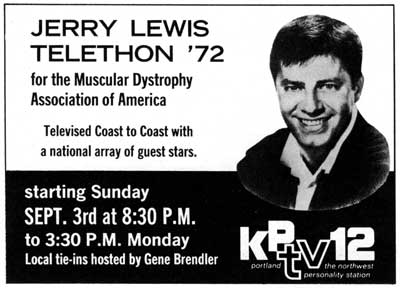 JERRY LEWIS
TELETHON '72
for the Muscular Dystrophy
Association of America
Televised Coast to Coast with
a national array of guest stars.
starting Sunday
SEPT. 3rd at 8:30 P.M.
to 3:30 P.M. Monday
Local tie-ins hosted by Gene Brendler
KPtv12
portland the northwest
personality station